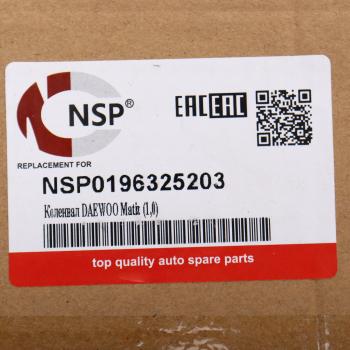 NSP®
EAC EAC
REPLACEMENT FOR
NSP0196325203
Коленвал DAEWOO Matiz (1,0)
top quality auto spare parts